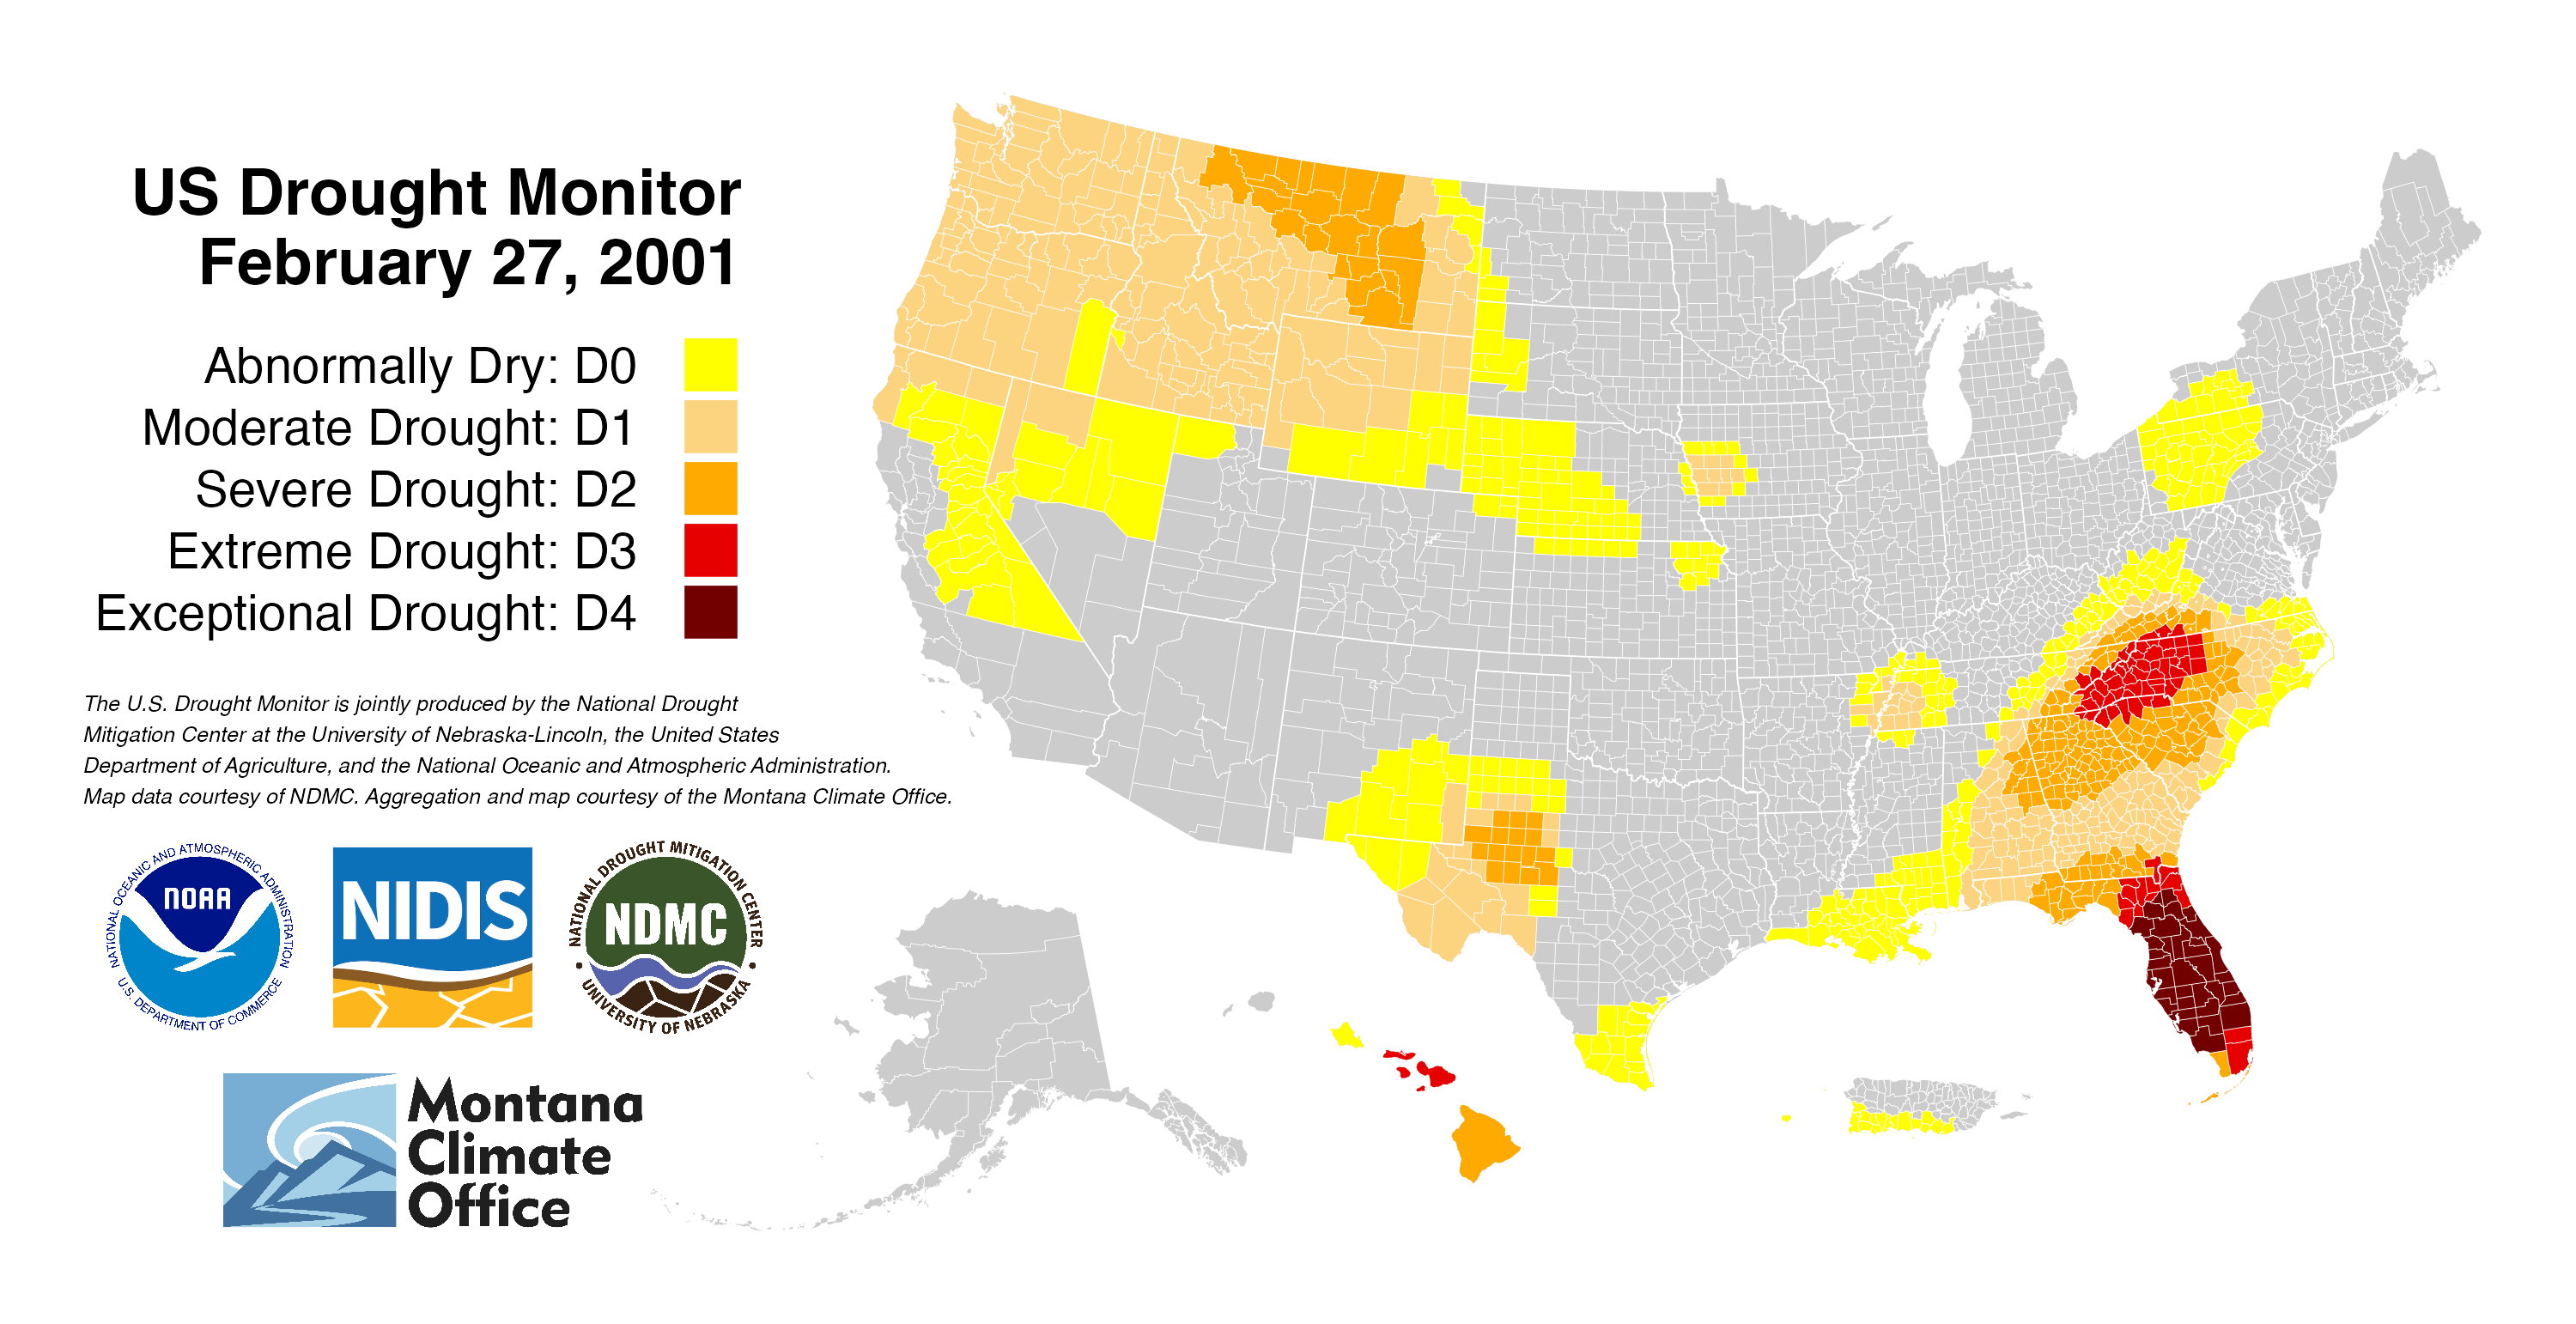 US Drought Monitor
February 27, 2001
Abnormally Dry: D0
Moderate Drought: D1
Severe Drought: D2
Extreme Drought: D3
Exceptional Drought: D4
The U.S. Drought Monitor is jointly produced by the National Drought
Mitigation Center at the University of Nebraska-Lincoln, the United States
Department of Agriculture, and the National Oceanic and Atmospheric Administration.
Map data courtesy of NDMC. Aggregation and map courtesy of the Montana Climate Office.
NATIONAL OCEANIC AND ATMOSPHERIC ADMINISTRATION
NOAA
U.S. DEPARTMENT OF COMMERCE
NIDIS
NATIONAL DROUGHT MITIGATION CENTER
NDMC
UNIVERSITY OF NEBRASKA
Montana
Climate
Office